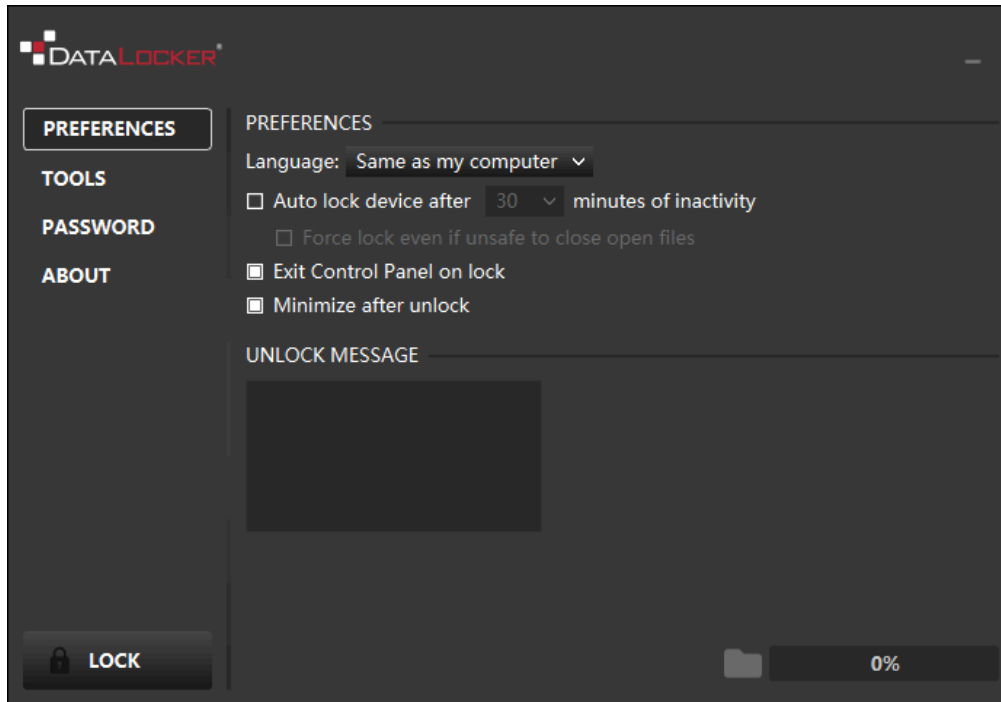 DATALOCKER®
PREFERENCES
TOOLS
PASSWORD
ABOUT
LOCK
PREFERENCES
Language: Same as my computer
Auto lock device after 30 minutes of inactivity
Force lock even if unsafe to close open files
Exit Control Panel on lock
Minimize after unlock
UNLOCK MESSAGE
0%